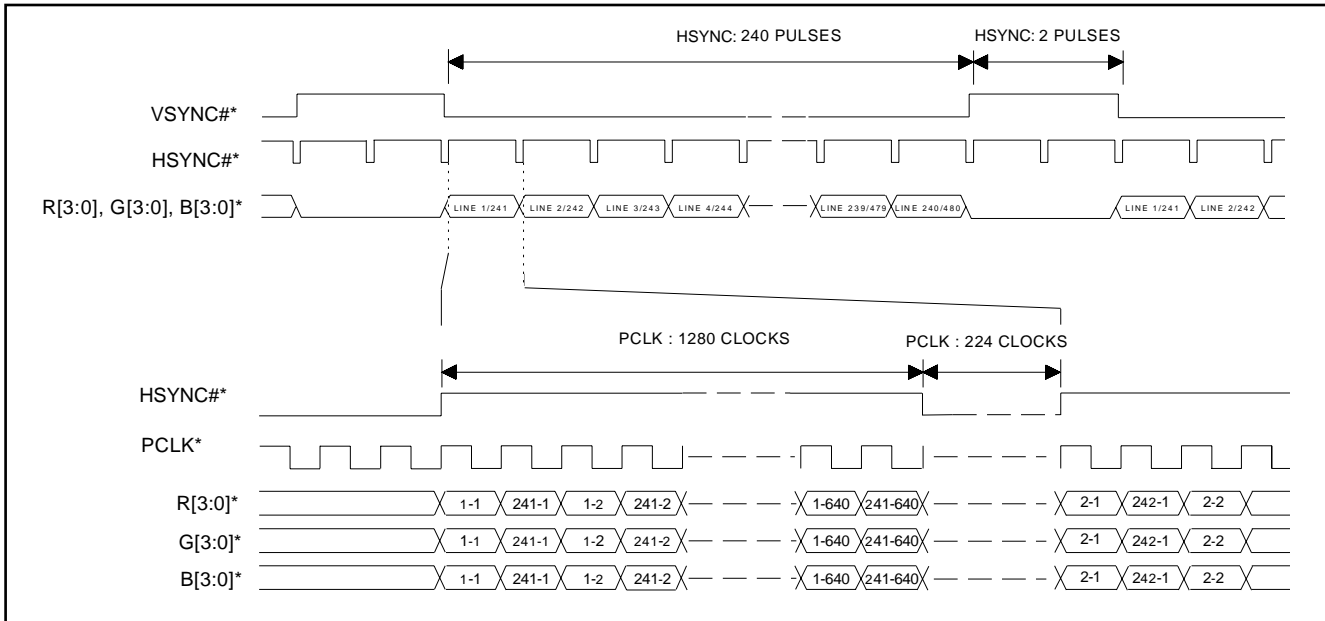 HSYNC: 240 PULSES HSYNC: 2 PULSES
VSYNC#*
HSYNC#*
R[3:0], G[3:0], B[3:0]* LINE 1/241 LINE 2/242 LINE 3/243 LINE 4/244 LINE 239/479 LINE 240/480 LINE 1/241 LINE 2/242
PCLK : 1280 CLOCKS PCLK : 224 CLOCKS
HSYNC#*
PCLK*
R[3:0]* 1-1 241-1 1-2 241-2 1-640 241-640 2-1 242-1 2-2
G[3:0]* 1-1 241-1 1-2 241-2 1-640 241-640 2-1 242-1 2-2
B[3:0]* 1-1 241-1 1-2 241-2 1-640 241-640 2-1 242-1 2-2